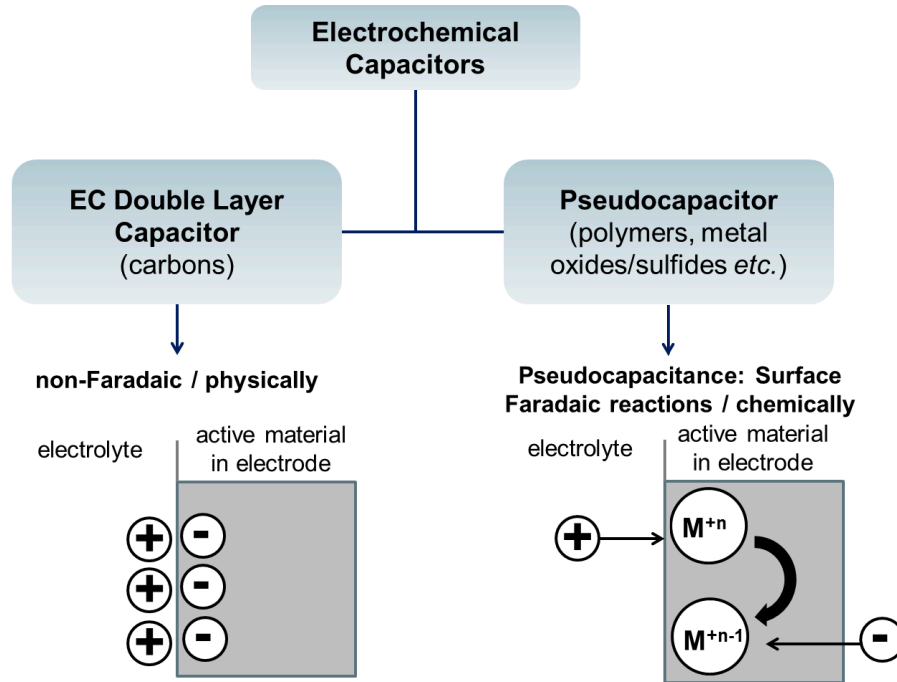 Electrochemical
Capacitors
EC Double Layer
Capacitor
(carbons)
Pseudocapacitor
(polymers, metal
oxides/sulfides etc.)
non-Faradaic / physically
Pseudocapacitance: Surface
Faradaic reactions / chemically
electrolyte
active material
in electrode
electrolyte
active material
in electrode
+ -
+ -
+ -
+
M+n
M+n-1
-